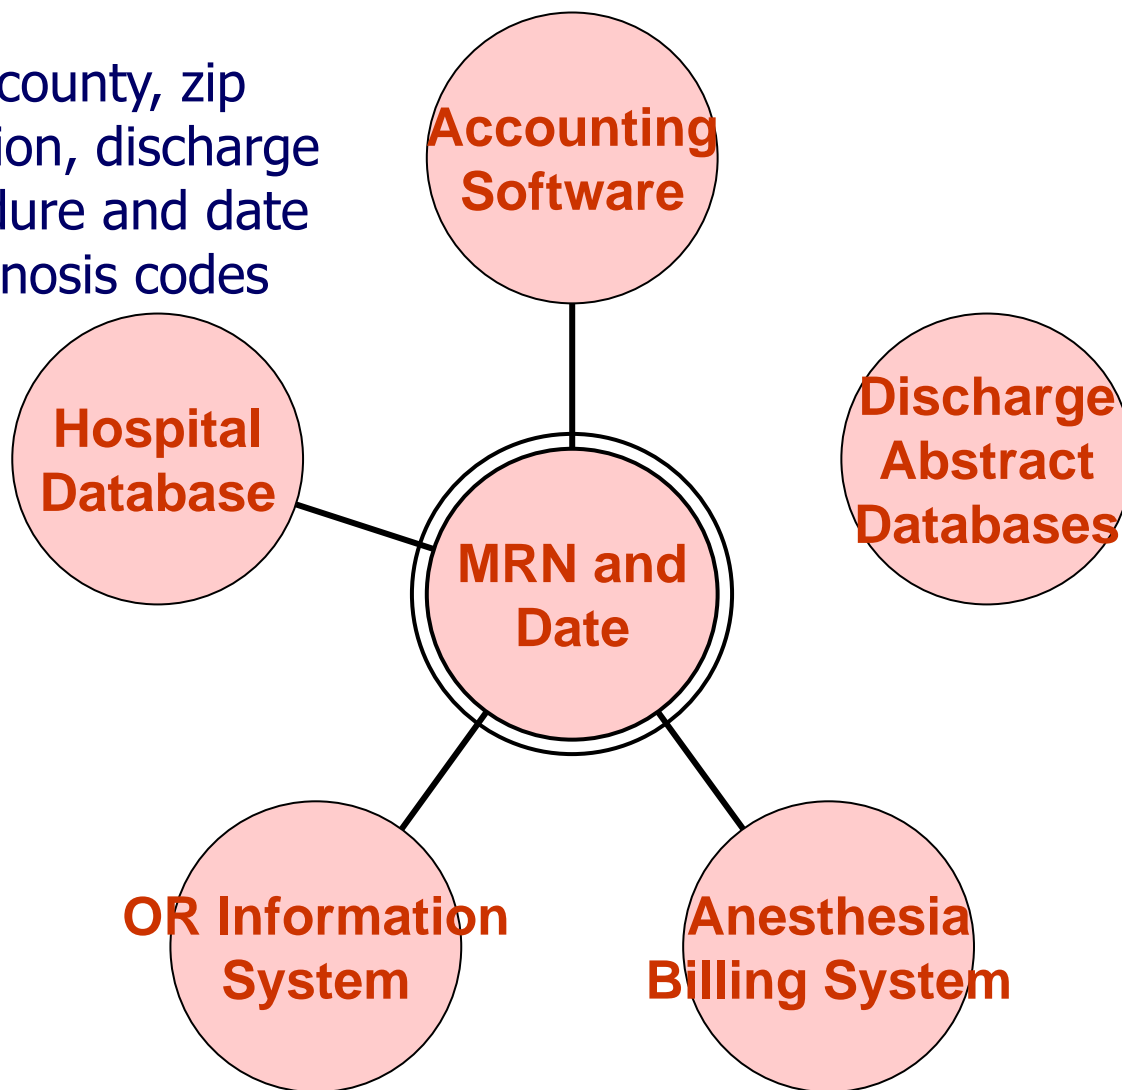 county, zip
ion, discharge
dure and date
nosis codes
Accounting
Software
Hospital
Database
Discharge
Abstract
Databases
MRN and
Date
OR Information
System
Anesthesia
Billing System